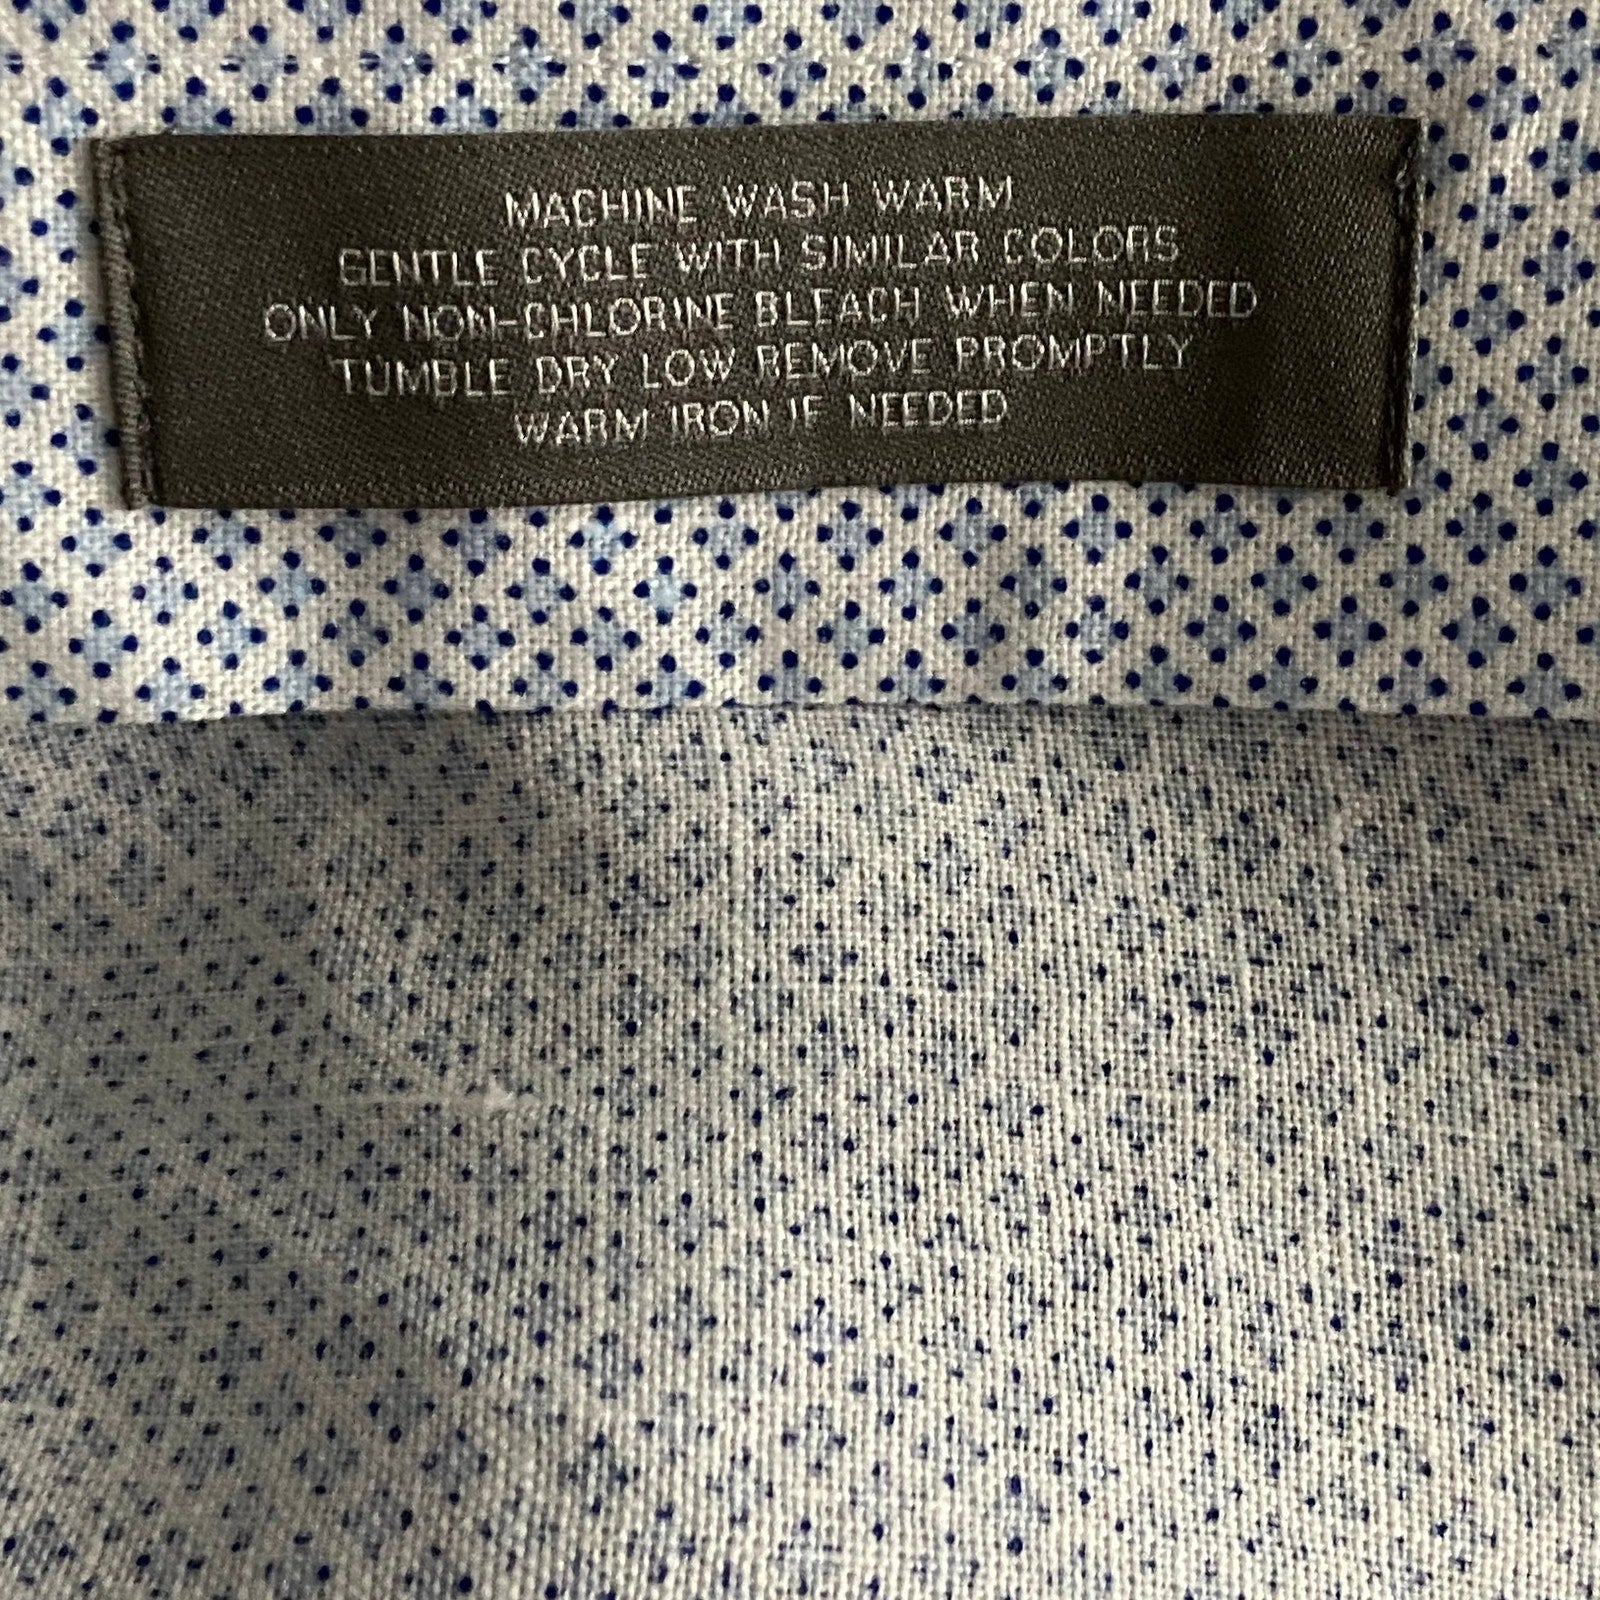 MACHINE WASH WARM
GENTLE CYCLE WITH SIMILAR COLORS
ONLY NON-CHLORINE BLEACH WHEN NEEDED
TUMBLE DRY LOW REMOVE PROMPTLY
WARM IRON IF NEEDED